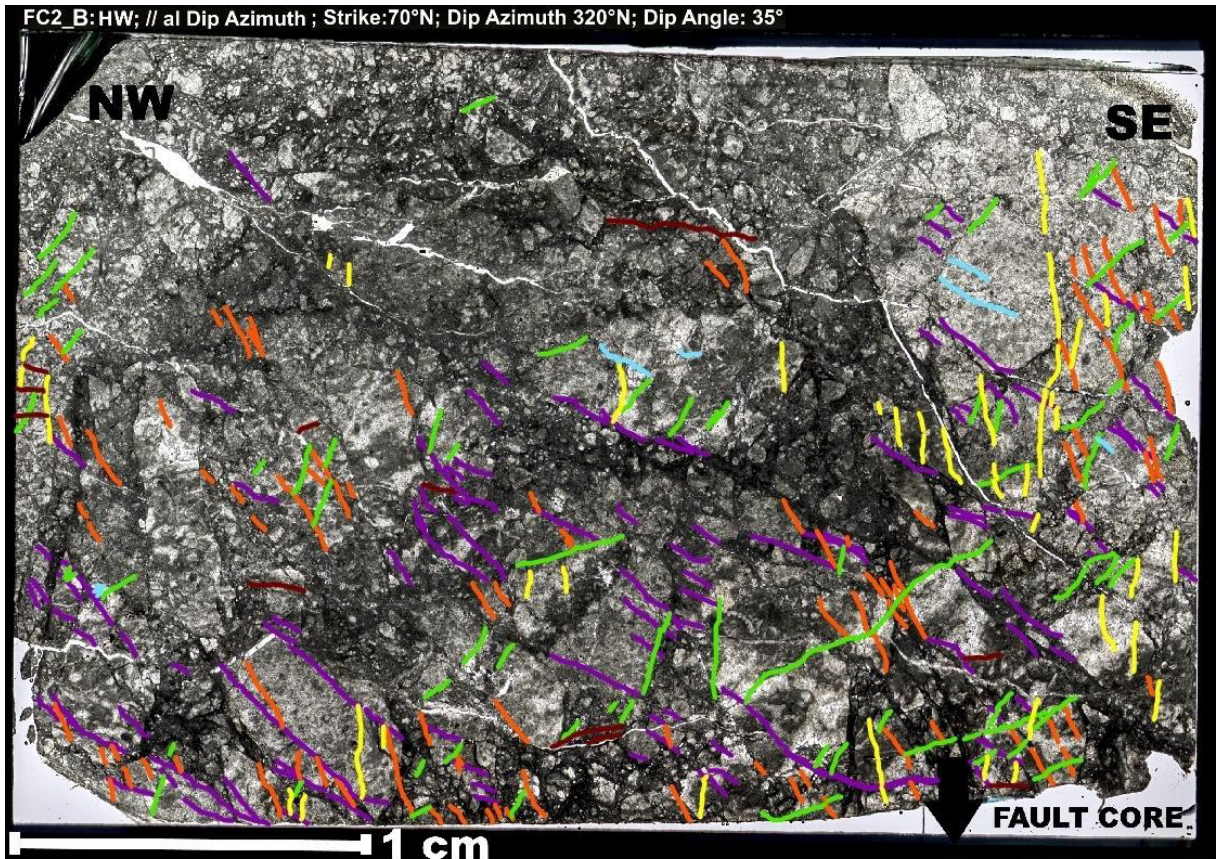 FC2_B: HW; // al Dip Azimuth ; Strike:70°N; Dip Azimuth 320°N; Dip Angle: 35°
NW
SE
FAULT CORE
1 cm